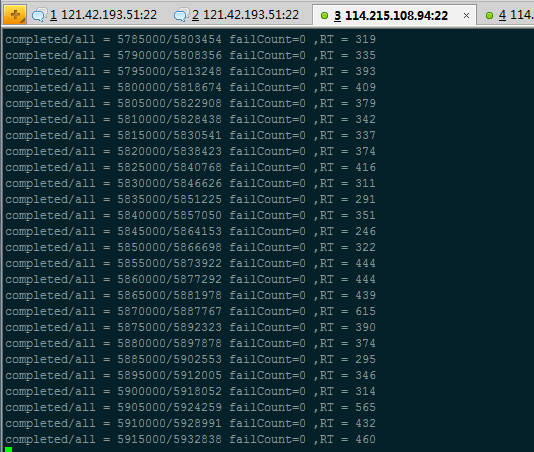 1 121.42.193.51:22 2 121.42.193.51:22 3 114.215.108.94:22 × 4 114.
completed/all = 5785000/5803454 failCount=0 ,RT = 319
completed/all = 5790000/5808356 failCount=0 ,RT = 335
completed/all = 5795000/5813248 failCount=0 ,RT = 393
completed/all = 5800000/5818674 failCount=0 ,RT = 409
completed/all = 5805000/5822908 failCount=0 ,RT = 379
completed/all = 5810000/5828438 failCount=0 ,RT = 342
completed/all = 5815000/5830541 failCount=0 ,RT = 337
completed/all = 5820000/5838423 failCount=0 ,RT = 374
completed/all = 5825000/5840768 failCount=0 ,RT = 416
completed/all = 5830000/5846626 failCount=0 ,RT = 311
completed/all = 5835000/5851225 failCount=0 ,RT = 291
completed/all = 5840000/5857050 failCount=0 ,RT = 351
completed/all = 5845000/5864153 failCount=0 ,RT = 246
completed/all = 5850000/5866698 failCount=0 ,RT = 322
completed/all = 5855000/5873922 failCount=0 ,RT = 444
completed/all = 5860000/5877292 failCount=0 ,RT = 444
completed/all = 5865000/5881978 failCount=0 ,RT = 439
completed/all = 5870000/5887767 failCount=0 ,RT = 615
completed/all = 5875000/5892323 failCount=0 ,RT = 390
completed/all = 5880000/5897878 failCount=0 ,RT = 374
completed/all = 5885000/5902553 failCount=0 ,RT = 295
completed/all = 5895000/5912005 failCount=0 ,RT = 346
completed/all = 5900000/5918052 failCount=0 ,RT = 314
completed/all = 5905000/5924259 failCount=0 ,RT = 565
completed/all = 5910000/5928991 failCount=0 ,RT = 432
completed/all = 5915000/5932838 failCount=0 ,RT = 460